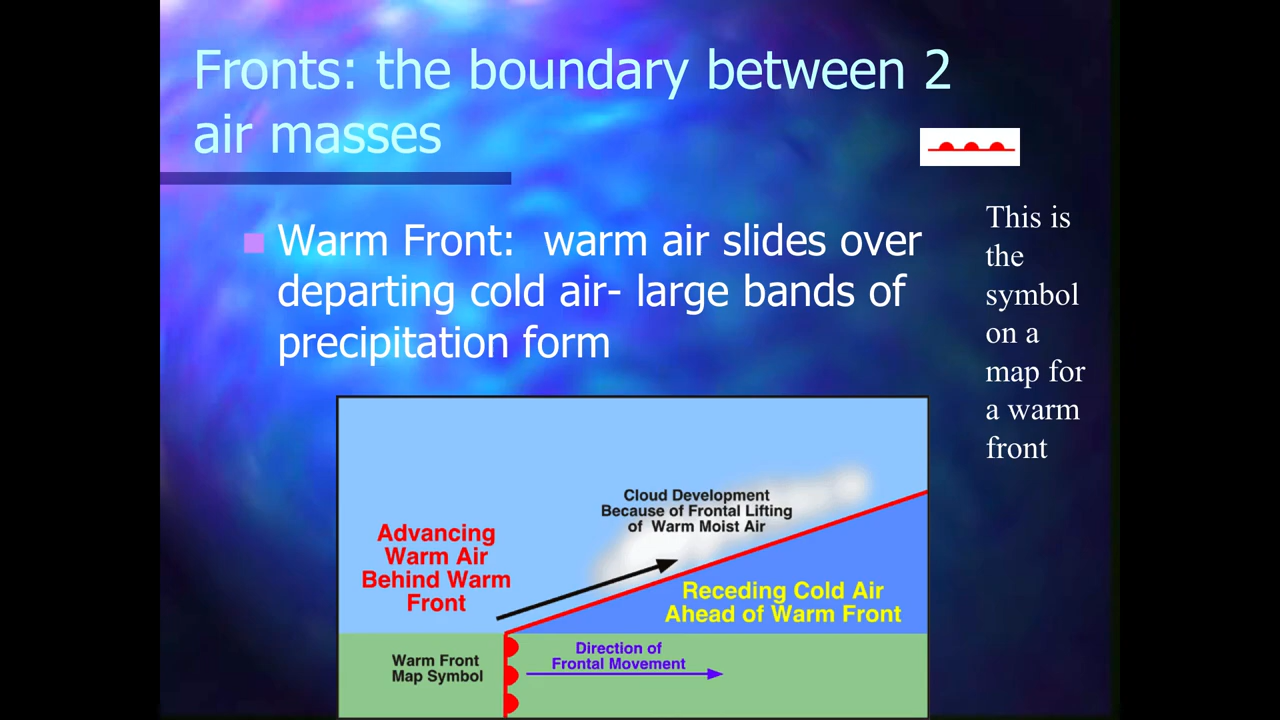 Fronts: the boundary between 2
air masses
Warm Front:  warm air slides over
departing cold air- large bands of
precipitation form
This is
the
symbol
on a
map for
a warm
front
Cloud Development
Because of Frontal Lifting
of Warm Moist Air
Advancing
Warm Air
Behind Warm
Front
Receding Cold Air
Ahead of Warm Front
Warm Front
Map Symbol
Direction of
Frontal Movement